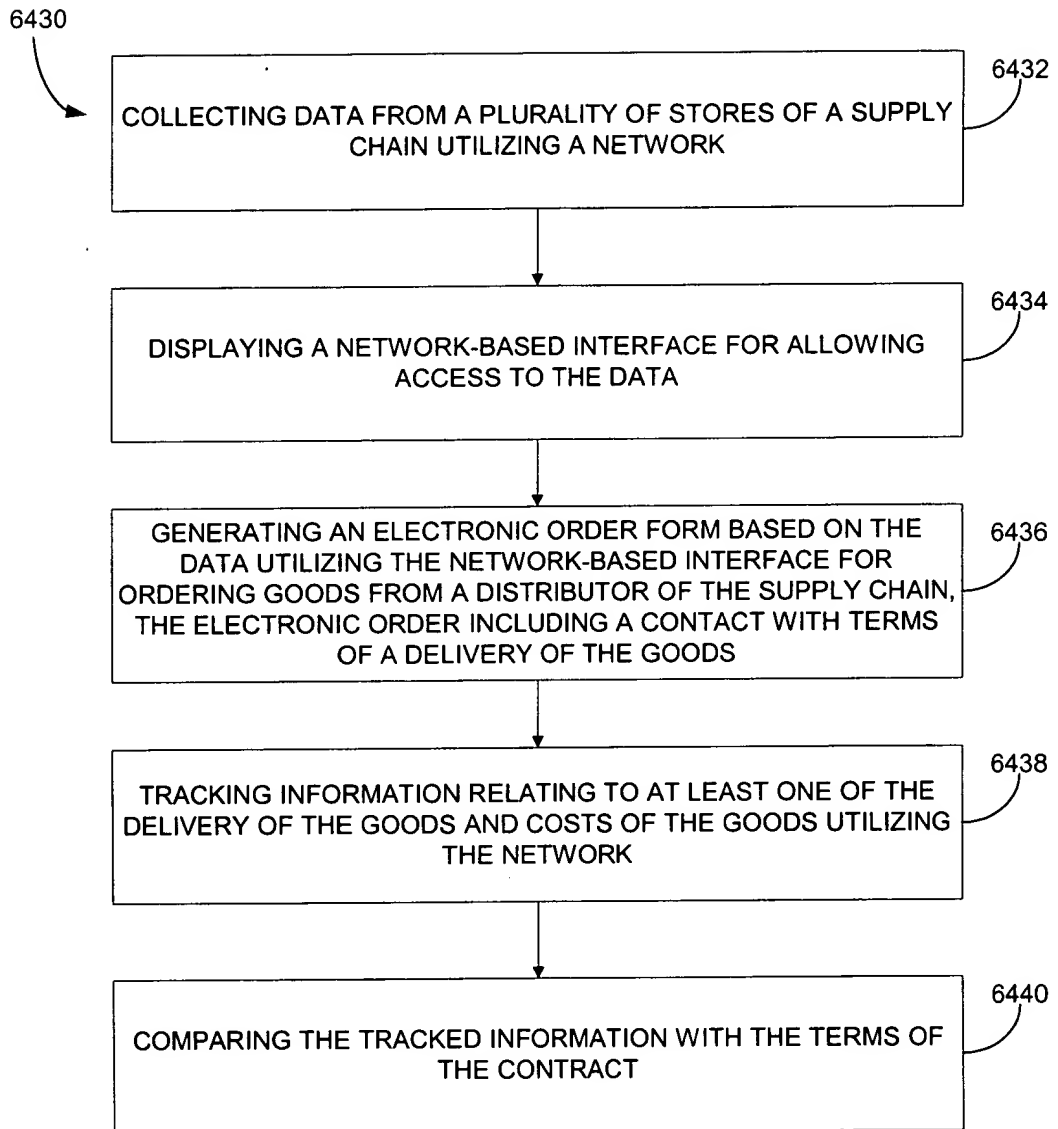 6430
6432
COLLECTING DATA FROM A PLURALITY OF STORES OF A SUPPLY
CHAIN UTILIZING A NETWORK
6434
DISPLAYING A NETWORK-BASED INTERFACE FOR ALLOWING
ACCESS TO THE DATA
6436
GENERATING AN ELECTRONIC ORDER FORM BASED ON THE
DATA UTILIZING THE NETWORK-BASED INTERFACE FOR
ORDERING GOODS FROM A DISTRIBUTOR OF THE SUPPLY CHAIN,
THE ELECTRONIC ORDER INCLUDING A CONTACT WITH TERMS
OF A DELIVERY OF THE GOODS
6438
TRACKING INFORMATION RELATING TO AT LEAST ONE OF THE
DELIVERY OF THE GOODS AND COSTS OF THE GOODS UTILIZING
THE NETWORK
6440
COMPARING THE TRACKED INFORMATION WITH THE TERMS OF
THE CONTRACT